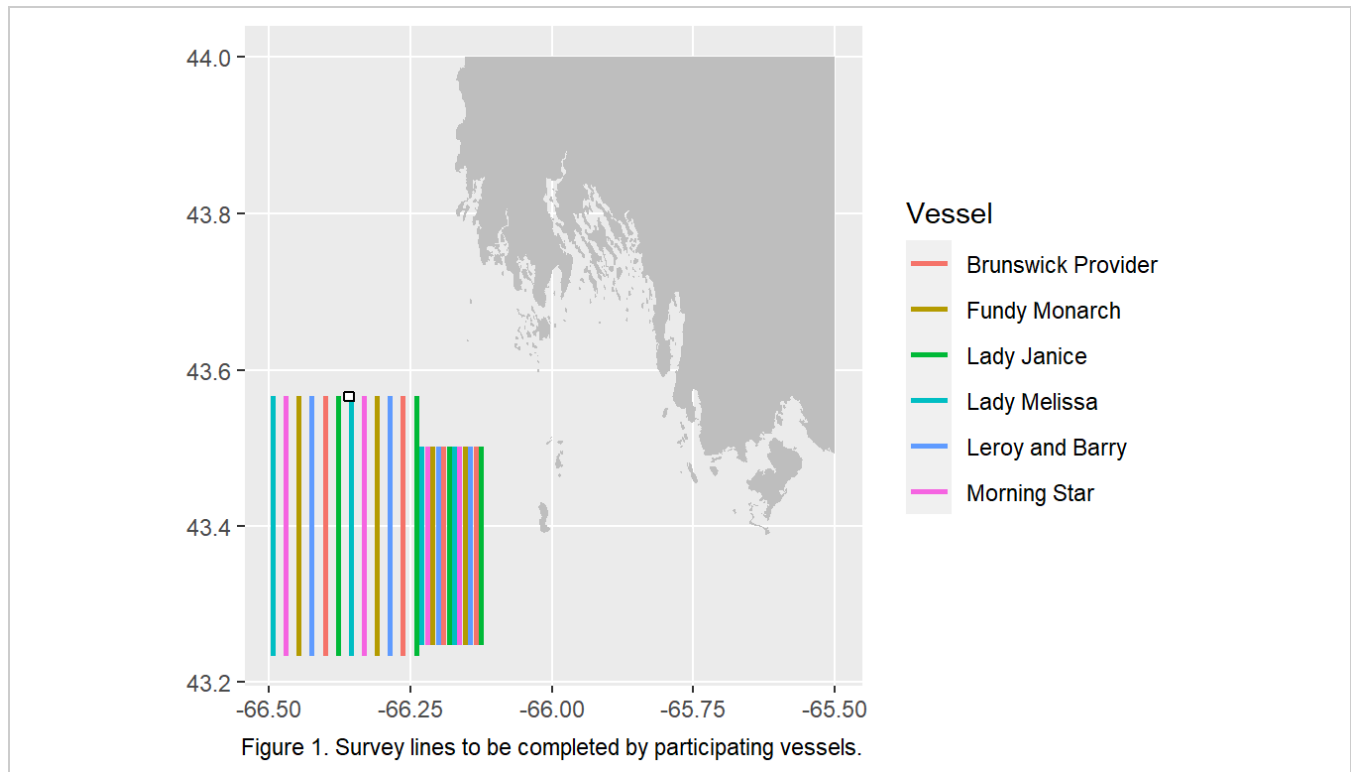 44.0
43.8
43.6
43.4
43.2
-66.50 -66.25 -66.00 -65.75 -65.50
Vessel
Brunswick Provider
Fundy Monarch
Lady Janice
Lady Melissa
Leroy and Barry
Morning Star
Figure 1. Survey lines to be completed by participating vessels.